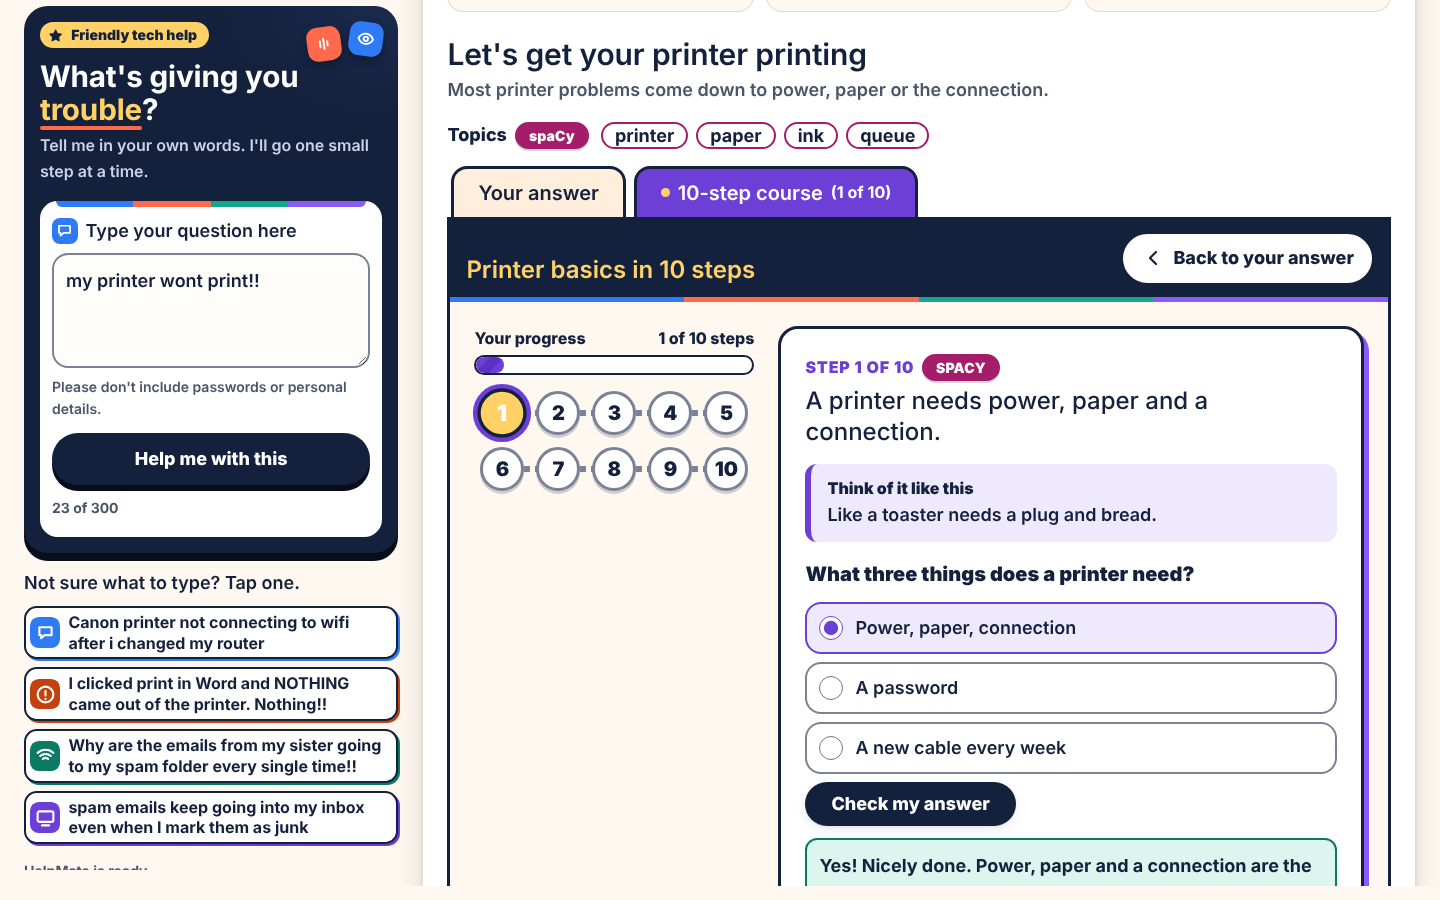 Friendly tech help
What's giving you
trouble?
Tell me in your own words. I'll go one small
step at a time.
Type your question here
my printer wont print!!
Please don't include passwords or personal
details.
Help me with this
23 of 300
Not sure what to type? Tap one.
Canon printer not connecting to wifi
after i changed my router
I clicked print in Word and NOTHING
came out of the printer. Nothing!!
Why are the emails from my sister going
to my spam folder every single time!!
spam emails keep going into my inbox
even when I mark them as junk
HelpMate is ready
Let's get your printer printing
Most printer problems come down to power, paper or the connection.
Topics spaCy printer paper ink queue
Your answer 10-step course (1 of 10)
Printer basics in 10 steps
Back to your answer
Your progress 1 of 10 steps
1 2 3 4 5
6 7 8 9 10
STEP 1 OF 10 SPACY
A printer needs power, paper and a
connection.
Think of it like this
Like a toaster needs a plug and bread.
What three things does a printer need?
Power, paper, connection
A password
A new cable every week
Check my answer
Yes! Nicely done. Power, paper and a connection are the